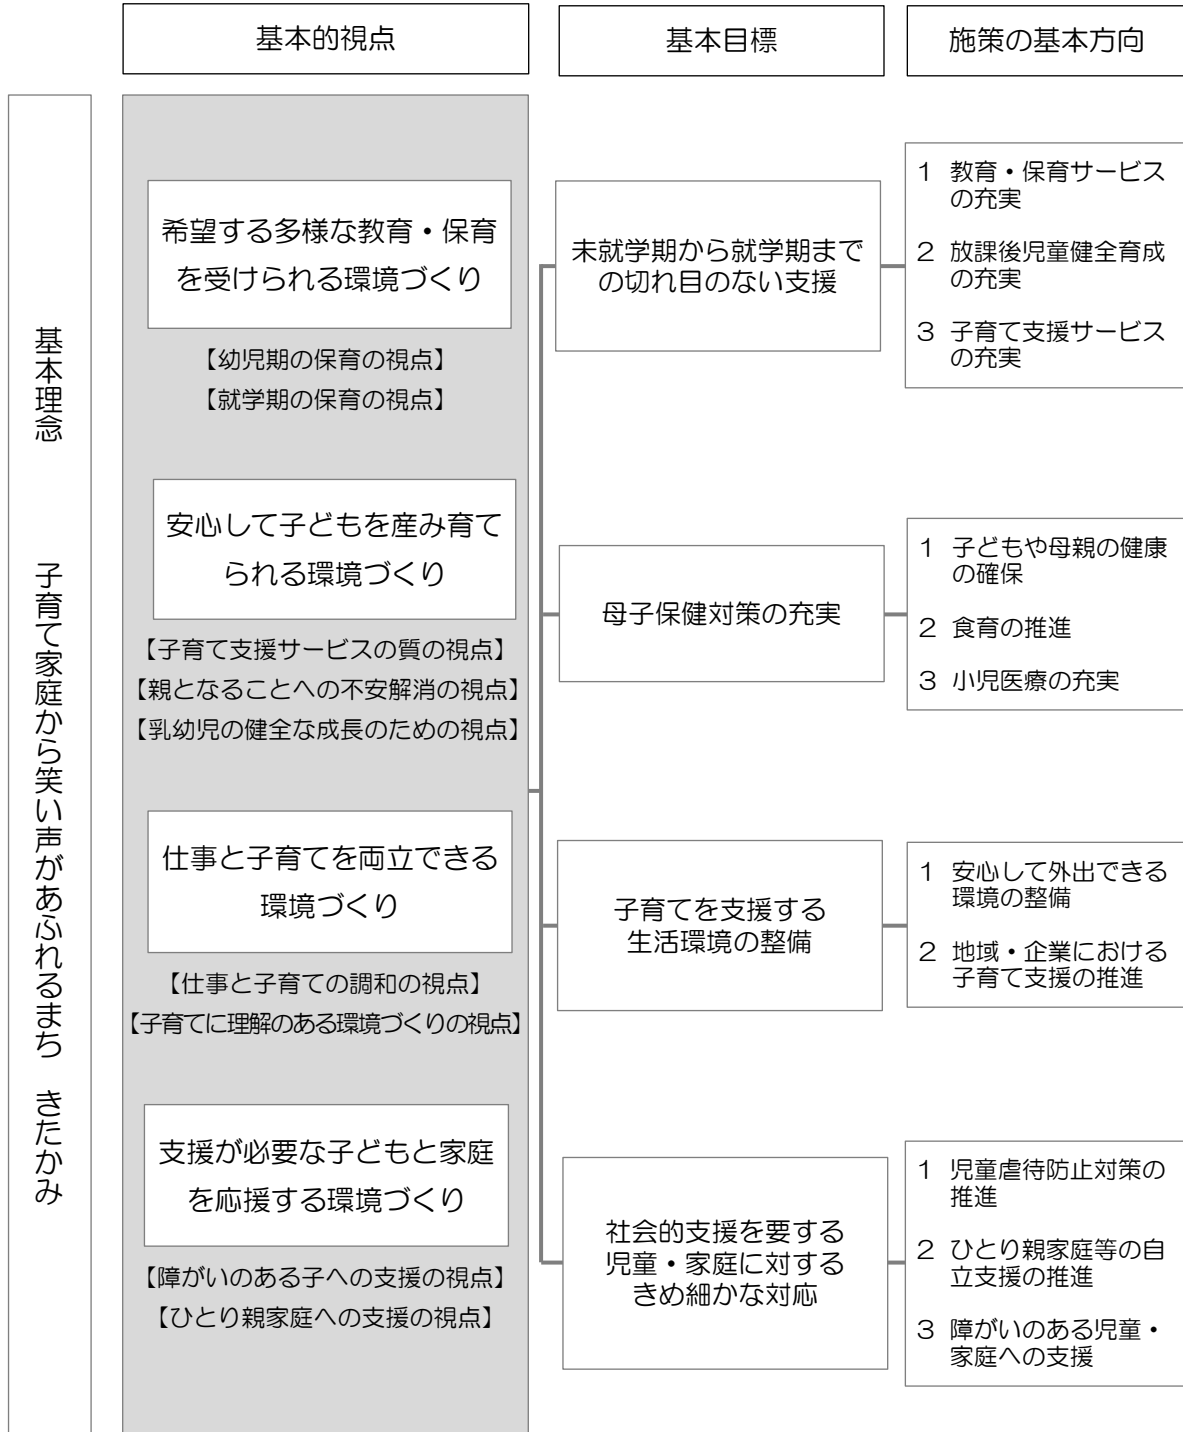 基本的視点
基本目標
施策の基本方向
基本理念　子育て家庭から笑い声があふれるまち　きたかみ
希望する多様な教育・保育
を受けられる環境づくり
【幼児期の保育の視点】
【就学期の保育の視点】
安心して子どもを産み育て
られる環境づくり
【子育て支援サービスの質の視点】
【親となることへの不安解消の視点】
【乳幼児の健全な成長のための視点】
仕事と子育てを両立できる
環境づくり
【仕事と子育ての調和の視点】
【子育てに理解のある環境づくりの視点】
支援が必要な子どもと家庭
を応援する環境づくり
【障がいのある子への支援の視点】
【ひとり親家庭への支援の視点】
未就学期から就学期まで
の切れ目のない支援
1 教育・保育サービス
の充実
2 放課後児童健全育成
の充実
3 子育て支援サービス
の充実
母子保健対策の充実
1 子どもや母親の健康
の確保
2 食育の推進
3 小児医療の充実
子育てを支援する
生活環境の整備
1 安心して外出できる
環境の整備
2 地域・企業における
子育て支援の推進
社会的支援を要する
児童・家庭に対する
きめ細かな対応
1 児童虐待防止対策の
推進
2 ひとり親家庭等の自
立支援の推進
3 障がいのある児童・
家庭への支援